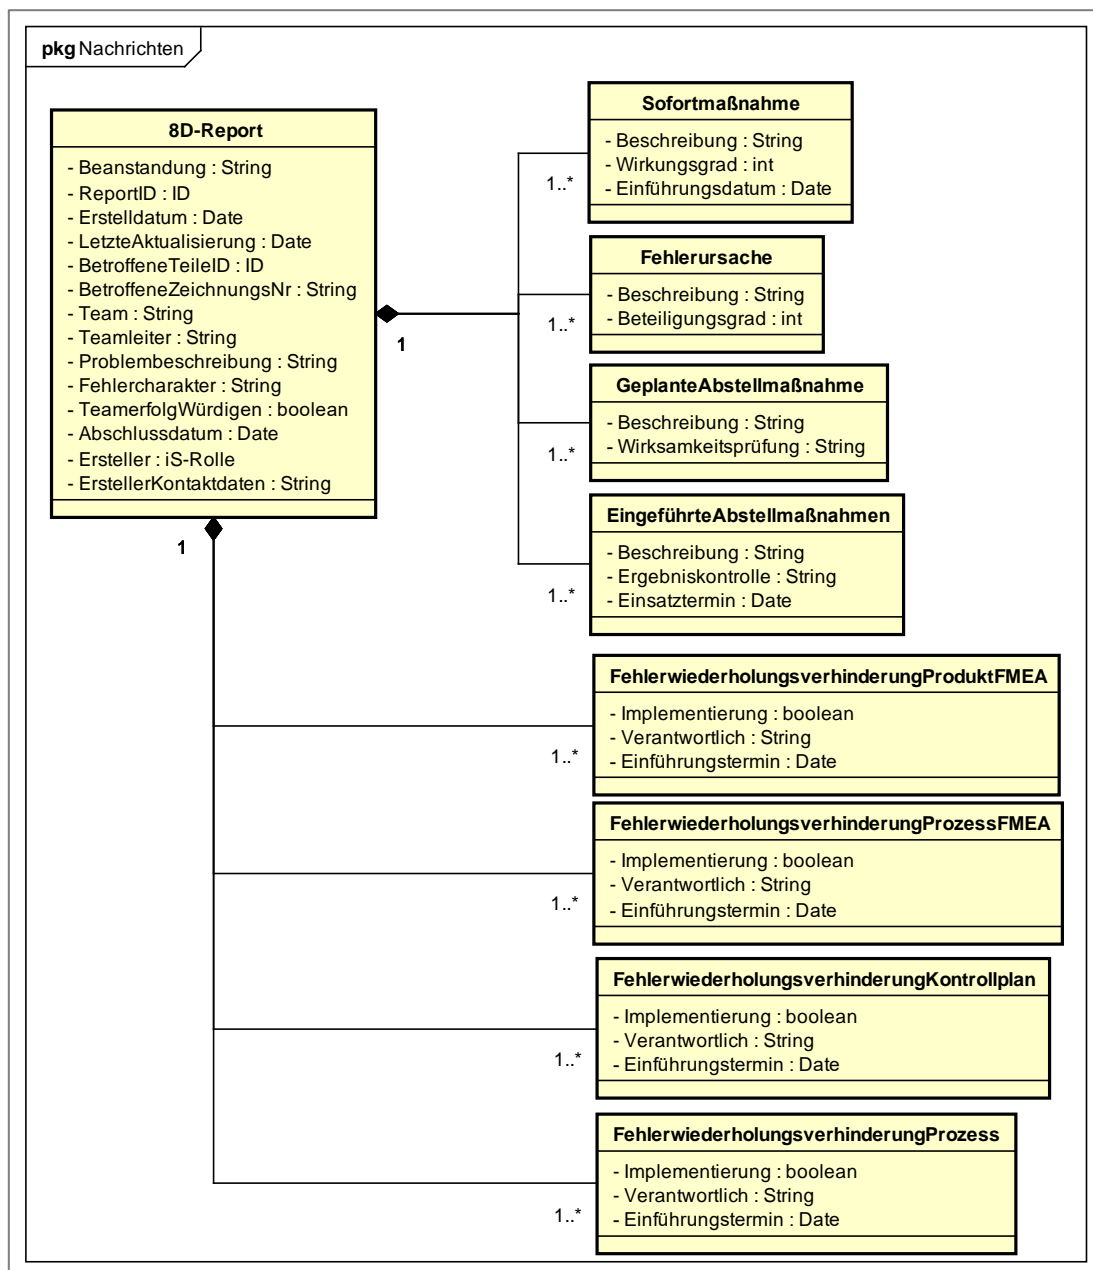 pkg Nachrichten
8D-Report
- Beanstandung : String
- ReportID : ID
- Erstelldatum : Date
- LetzteAktualisierung : Date
- BetroffeneTeileID : ID
- BetroffeneZeichnungsNr : String
- Team : String
- Teamleiter : String
- Problembeschreibung : String
- Fehlercharakter : String
- TeamerfolgWürdigen : boolean
- Abschlussdatum : Date
- Ersteller : iS-Rolle
- ErstellerKontaktdaten : String
1
1
Sofortmaßnahme
- Beschreibung : String
- Wirkungsgrad : int
- Einführungsdatum : Date
1..*
Fehlerursache
- Beschreibung : String
- Beteiligungsgrad : int
1..*
GeplanteAbstellmaßnahme
- Beschreibung : String
- Wirksamkeitsprüfung : String
1..*
EingeführteAbstellmaßnahmen
- Beschreibung : String
- Ergebniskontrolle : String
- Einsatztermin : Date
1..*
FehlerwiederholungsverhinderungProduktFMEA
- Implementierung : boolean
- Verantwortlich : String
- Einführungstermin : Date
1..*
FehlerwiederholungsverhinderungProzessFMEA
- Implementierung : boolean
- Verantwortlich : String
- Einführungstermin : Date
1..*
FehlerwiederholungsverhinderungKontrollplan
- Implementierung : boolean
- Verantwortlich : String
- Einführungstermin : Date
1..*
FehlerwiederholungsverhinderungProzess
- Implementierung : boolean
- Verantwortlich : String
- Einführungstermin : Date
1..*